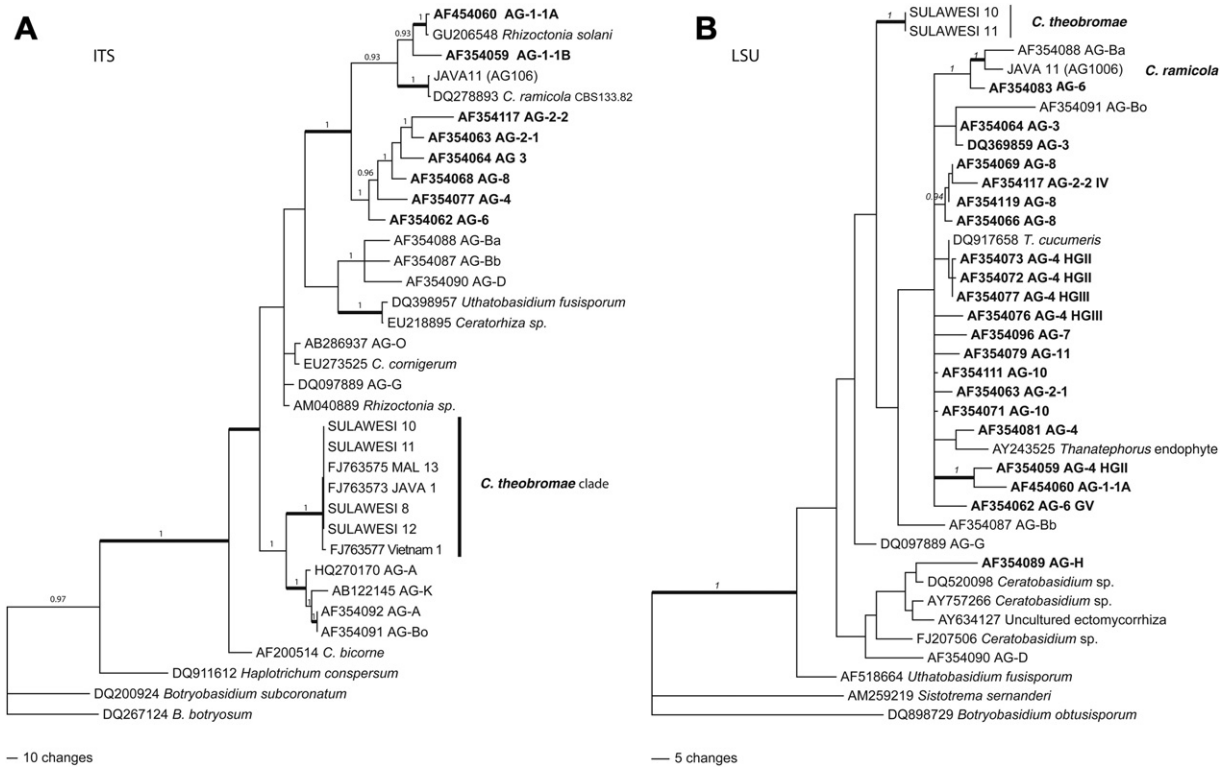 A
ITS
AF454060 AG-1-1A
GU206548 Rhizoctonia solani
AF354059 AG-1-1B
JAVA11 (AG106)
DQ278893 C. ramicola CBS133.82
AF354117 AG-2-2
AF354063 AG-2-1
AF354064 AG 3
AF354068 AG-8
AF354077 AG-4
AF354062 AG-6
AF354088 AG-Ba
AF354087 AG-Bb
AF354090 AG-D
DQ398957 Uthatobasidium fusisporum
EU218895 Ceratorhiza sp.
AB286937 AG-O
EU273525 C. cornigerum
DQ097889 AG-G
AM040889 Rhizoctonia sp.
SULAWESI 10
SULAWESI 11
FJ763575 MAL 13
FJ763573 JAVA 1
SULAWESI 8
SULAWESI 12
FJ763577 Vietnam 1
C. theobromae clade
HQ270170 AG-A
AB122145 AG-K
AF354092 AG-A
AF354091 AG-Bo
AF200514 C. bicorne
DQ911612 Haplotrichum conspersum
DQ200924 Botryobasidium subcoronatum
DQ267124 B. botryosum
1
0.93
0.93
1
1
1
1
0.96
1
1
1
1
1
1
1
1
1
0.97
10 changes
B
LSU
SULAWESI 10
SULAWESI 11
C. theobromae
AF354088 AG-Ba
JAVA 11 (AG1006)
C. ramicola
AF354083 AG-6
AF354091 AG-Bo
AF354064 AG-3
DQ369859 AG-3
AF354069 AG-8
AF354117 AG-2-2 IV
AF354119 AG-8
AF354066 AG-8
DQ917658 T. cucumeris
AF354073 AG-4 HGII
AF354072 AG-4 HGII
AF354077 AG-4 HGIII
AF354076 AG-4 HGIII
AF354096 AG-7
AF354079 AG-11
AF354111 AG-10
AF354063 AG-2-1
AF354071 AG-10
AF354081 AG-4
AY243525 Thanatephorus endophyte
AF354059 AG-4 HGII
AF454060 AG-1-1A
AF354062 AG-6 GV
AF354087 AG-Bb
DQ097889 AG-G
AF354089 AG-H
DQ520098 Ceratobasidium sp.
AY757266 Ceratobasidium sp.
AY634127 Uncultured ectomycorrhiza
FJ207506 Ceratobasidium sp.
AF354090 AG-D
AF518664 Uthatobasidium fusisporum
AM259219 Sistotrema sernanderi
DQ898729 Botryobasidium obtusisporum
1
1
1
0.94
1
1
5 changes